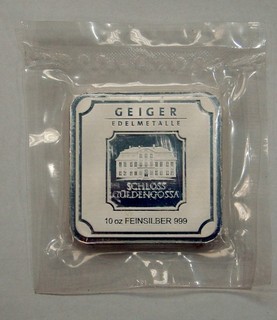 GEIGER
EDELMETALLE
SCHLOSS
GÜLDENGOSSA
10 oz FEINSILBER 999